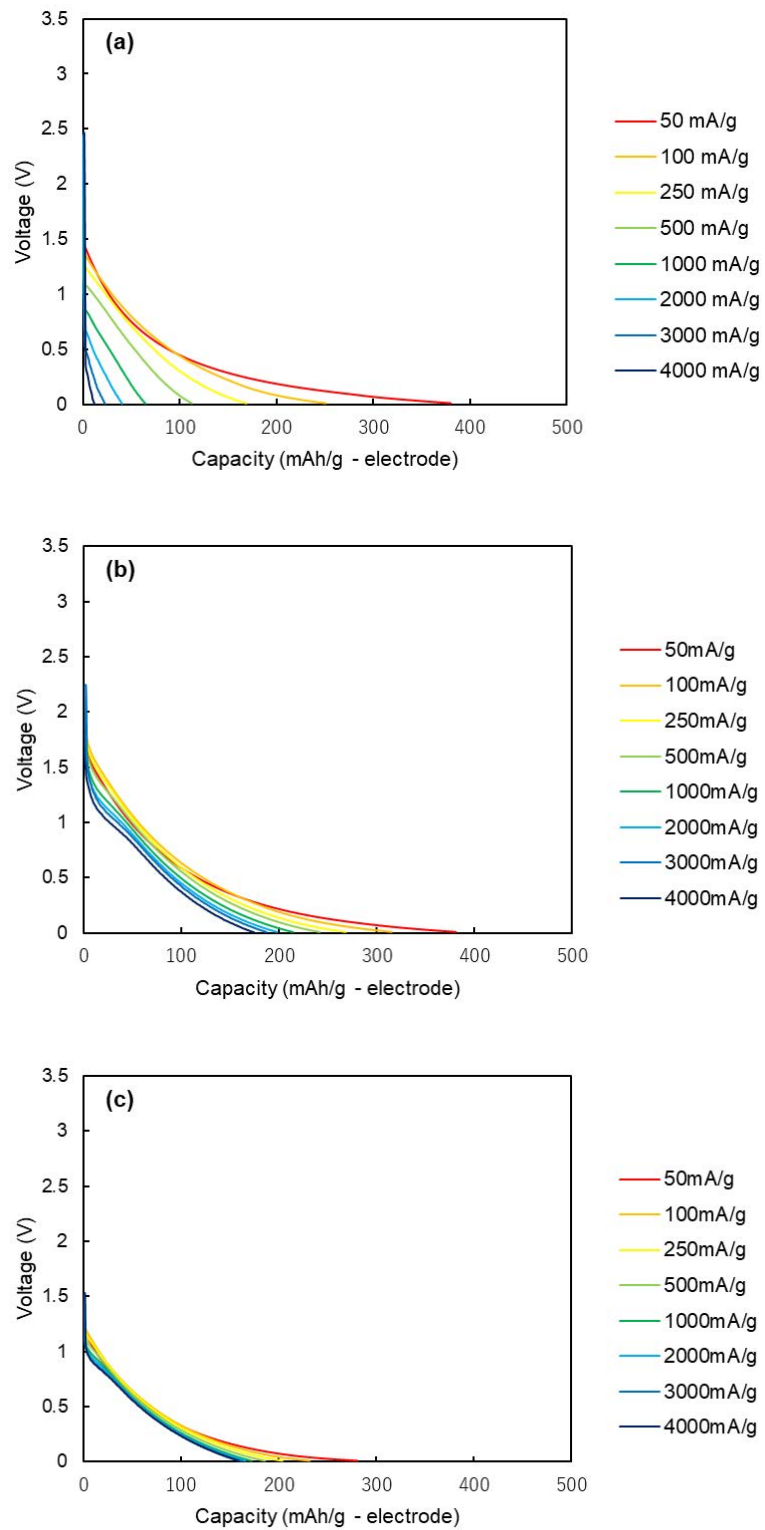 (a)
3.5
3
2.5
2
1.5
1
0.5
0
Voltage (V)
0 100 200 300 400 500
Capacity (mAh/g - electrode)
50 mA/g
100 mA/g
250 mA/g
500 mA/g
1000 mA/g
2000 mA/g
3000 mA/g
4000 mA/g
(b)
3.5
3
2.5
2
1.5
1
0.5
0
Voltage (V)
0 100 200 300 400 500
Capacity (mAh/g - electrode)
50mA/g
100mA/g
250mA/g
500mA/g
1000mA/g
2000mA/g
3000mA/g
4000mA/g
(c)
3.5
3
2.5
2
1.5
1
0.5
0
Voltage (V)
0 100 200 300 400 500
Capacity (mAh/g - electrode)
50mA/g
100mA/g
250mA/g
500mA/g
1000mA/g
2000mA/g
3000mA/g
4000mA/g